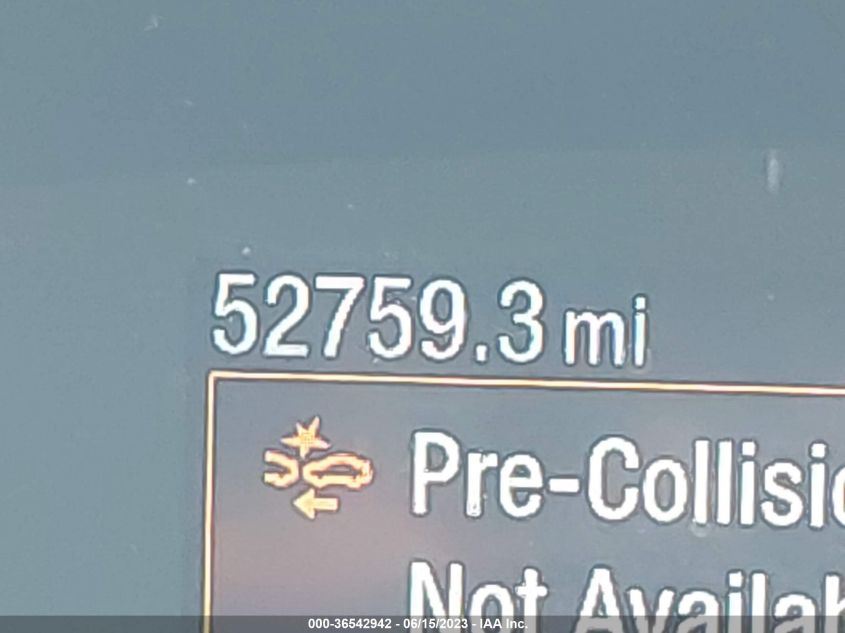 52759.3 mi
Pre-Collisi
Not Availab
000-36542942 - 06/15/2023 - IAA Inc.